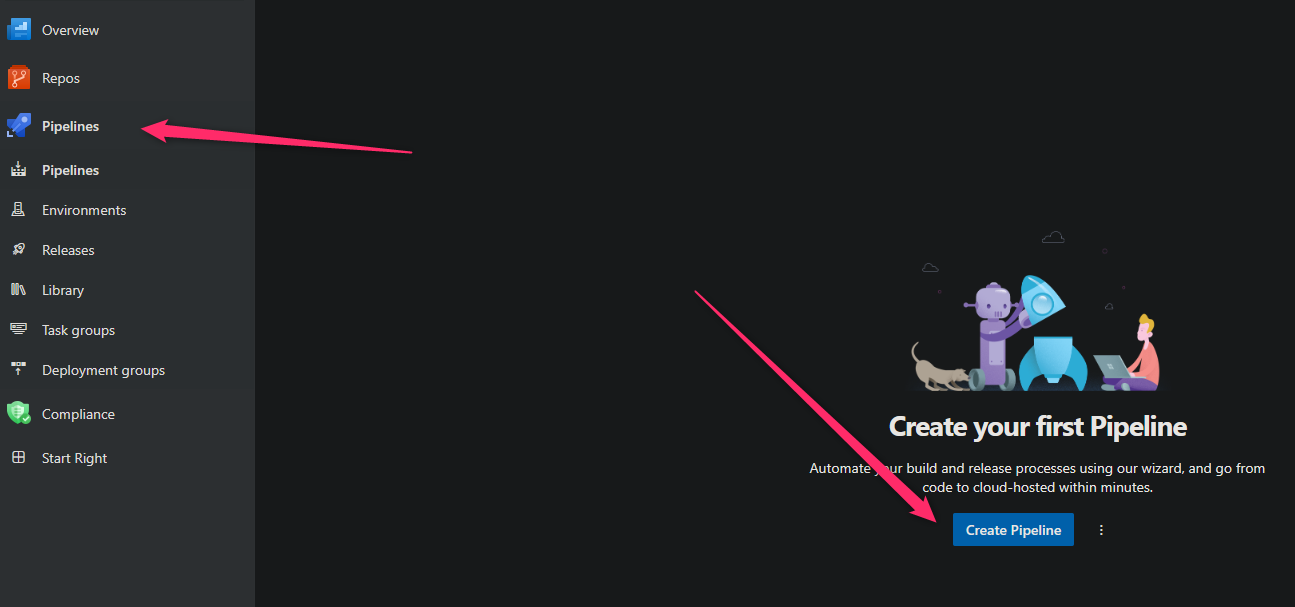 Overview
Repos
Pipelines
Pipelines
Environments
Releases
Library
Task groups
Deployment groups
Compliance
Start Right
Create your first Pipeline
Automate your build and release processes using our wizard, and go from
code to cloud-hosted within minutes.
Create Pipeline